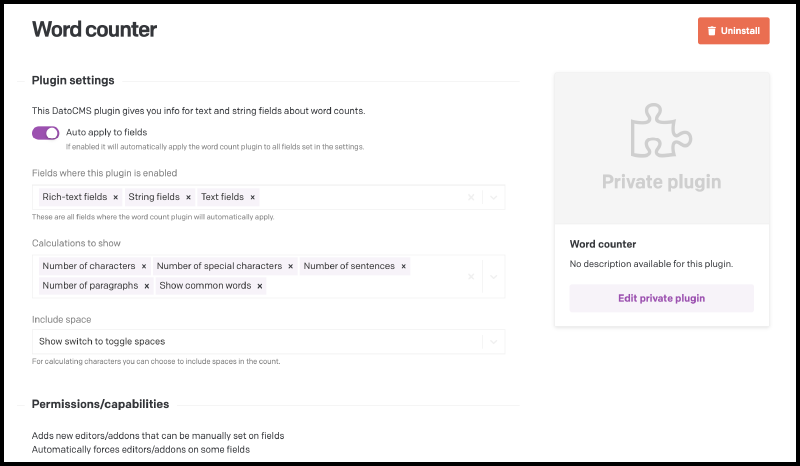 Word counter
Uninstall
Plugin settings
This DatoCMS plugin gives you info for text and string fields about word counts.
Auto apply to fields
If enabled it will automatically apply the word count plugin to all fields set in the settings.
Fields where this plugin is enabled
Rich-text fields × String fields × Text fields ×
These are all fields where the word count plugin will automatically apply.
Calculations to show
Number of characters × Number of special characters × Number of sentences ×
Number of paragraphs × Show common words ×
Include space
Show switch to toggle spaces
For calculating characters you can choose to include spaces in the count.
Permissions/capabilities
Adds new editors/addons that can be manually set on fields
Automatically forces editors/addons on some fields
Private plugin
Word counter
No description available for this plugin.
Edit private plugin